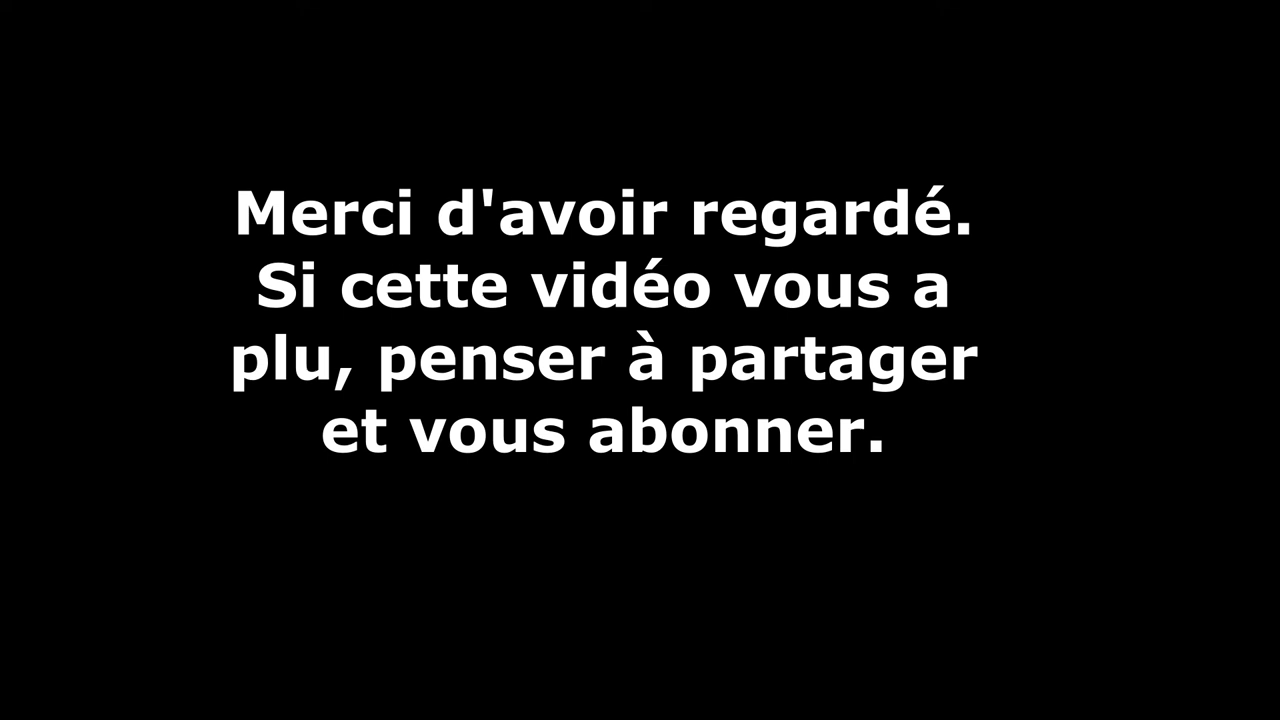 Merci d'avoir regardé.
Si cette vidéo vous a
plu, penser à partager
et vous abonner.